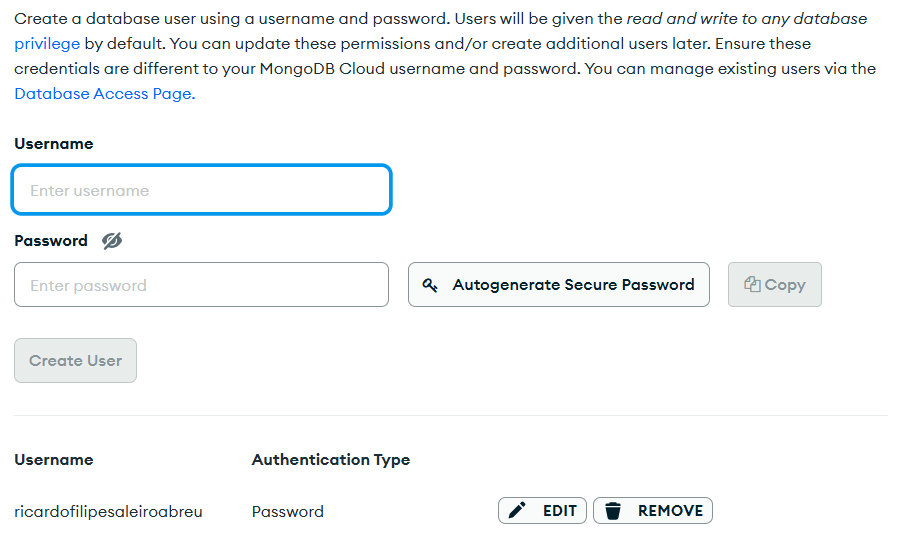 Create a database user using a username and password. Users will be given the read and write to any database
privilege by default. You can update these permissions and/or create additional users later. Ensure these
credentials are different to your MongoDB Cloud username and password. You can manage existing users via the
Database Access Page.
Username
Enter username
Password
Enter password
Autogenerate Secure Password
Copy
Create User
Username Authentication Type
ricardofilipesaleiroabreu Password EDIT REMOVE